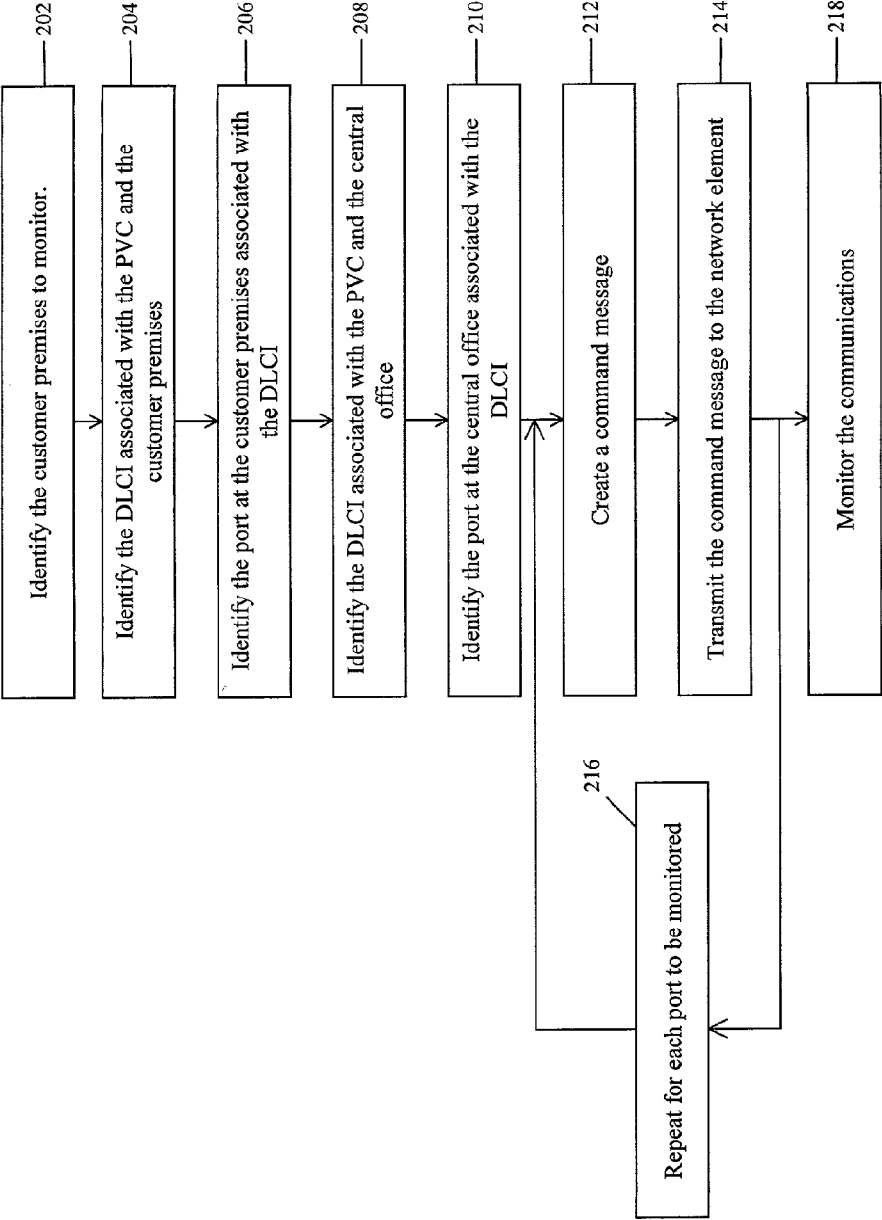 Identify the customer premises to monitor.
202
Identify the DLCI associated with the PVC and the
customer premises
204
Identify the port at the customer premises associated with
the DLCI
206
Identify the DLCI associated with the PVC and the central
office
208
Identify the port at the central office associated with the
DLCI
210
Create a command message
212
Transmit the command message to the network element
214
Repeat for each port to be monitored
216
Monitor the communications
218